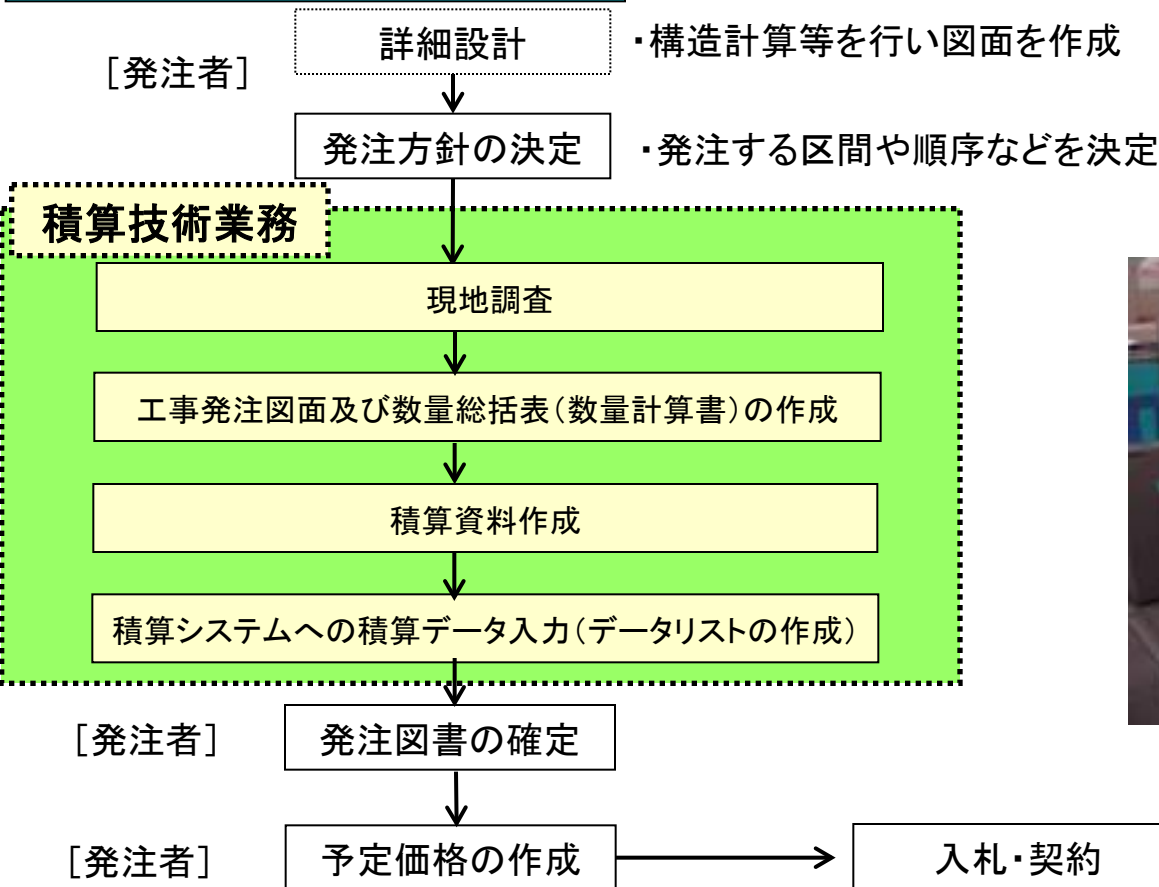 詳細設計
・構造計算等を行い図面を作成
［発注者］
発注方針の決定
・発注する区間や順序などを決定
積算技術業務
現地調査
工事発注図面及び数量総括表（数量計算書）の作成
積算資料作成
積算システムへの積算データ入力（データリストの作成）
［発注者］
発注図書の確定
［発注者］
予定価格の作成
入札・契約